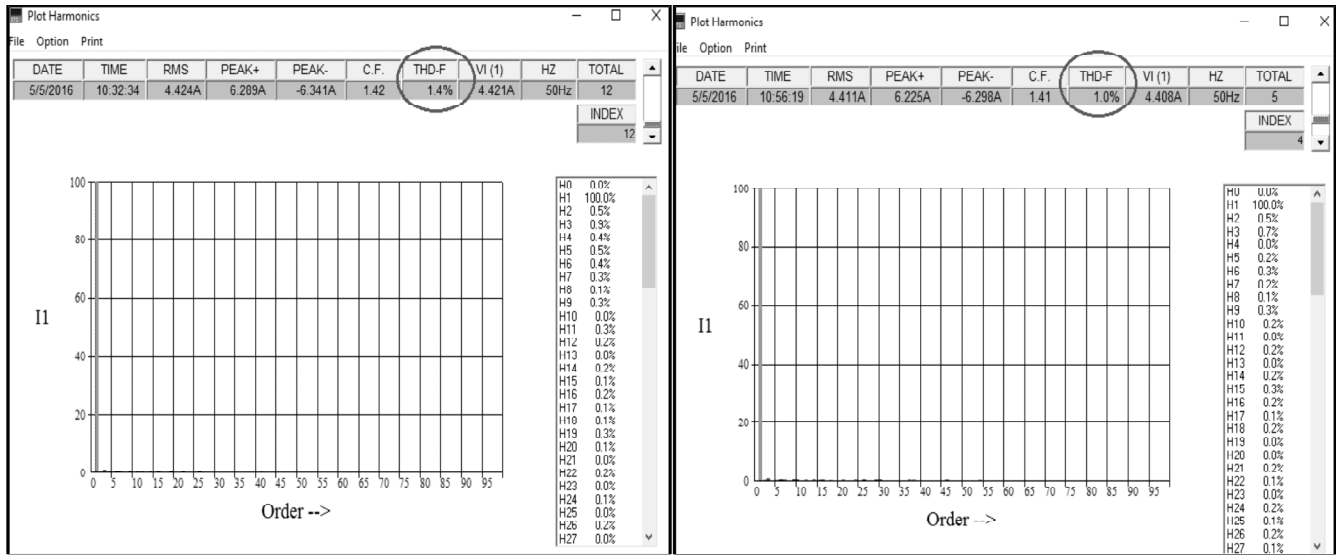 Plot Harmonics
File Option Print
DATE TIME RMS PEAK+ PEAK- C.F. THD-F VI (1) HZ TOTAL
5/5/2016 10:32:34 4.424A 6.289A -6.341A 1.42 1.4% 4.421A 50Hz 12
INDEX
12
I1
100
80
60
40
20
0
0 5 10 15 20 25 30 35 40 45 50 55 60 65 70 75 80 85 90 95
Order -->
H0 0.0%
H1 100.0%
H2 0.5%
H3 0.9%
H4 0.4%
H5 0.5%
H6 0.4%
H7 0.3%
H8 0.1%
H9 0.3%
H10 0.0%
H11 0.3%
H12 0.2%
H13 0.0%
H14 0.2%
H15 0.1%
H16 0.2%
H17 0.1%
H18 0.1%
H19 0.3%
H20 0.1%
H21 0.0%
H22 0.2%
H23 0.0%
H24 0.1%
H25 0.0%
H26 0.2%
H27 0.0%
Plot Harmonics
ile Option Print
DATE TIME RMS PEAK+ PEAK- C.F. THD-F VI (1) HZ TOTAL
5/5/2016 10:56:19 4.411A 6.225A -6.298A 1.41 1.0% 4.408A 50Hz 5
INDEX
4
I1
100
80
60
40
20
0
0 5 10 15 20 25 30 35 40 45 50 55 60 65 70 75 80 85 90 95
Order -->
H0 0.0%
H1 100.0%
H2 0.5%
H3 0.7%
H4 0.0%
H5 0.2%
H6 0.3%
H7 0.2%
H8 0.1%
H9 0.3%
H10 0.2%
H11 0.0%
H12 0.2%
H13 0.0%
H14 0.2%
H15 0.3%
H16 0.2%
H17 0.1%
H18 0.2%
H19 0.0%
H20 0.0%
H21 0.2%
H22 0.1%
H23 0.0%
H24 0.2%
H25 0.1%
H26 0.2%
H27 0.1%